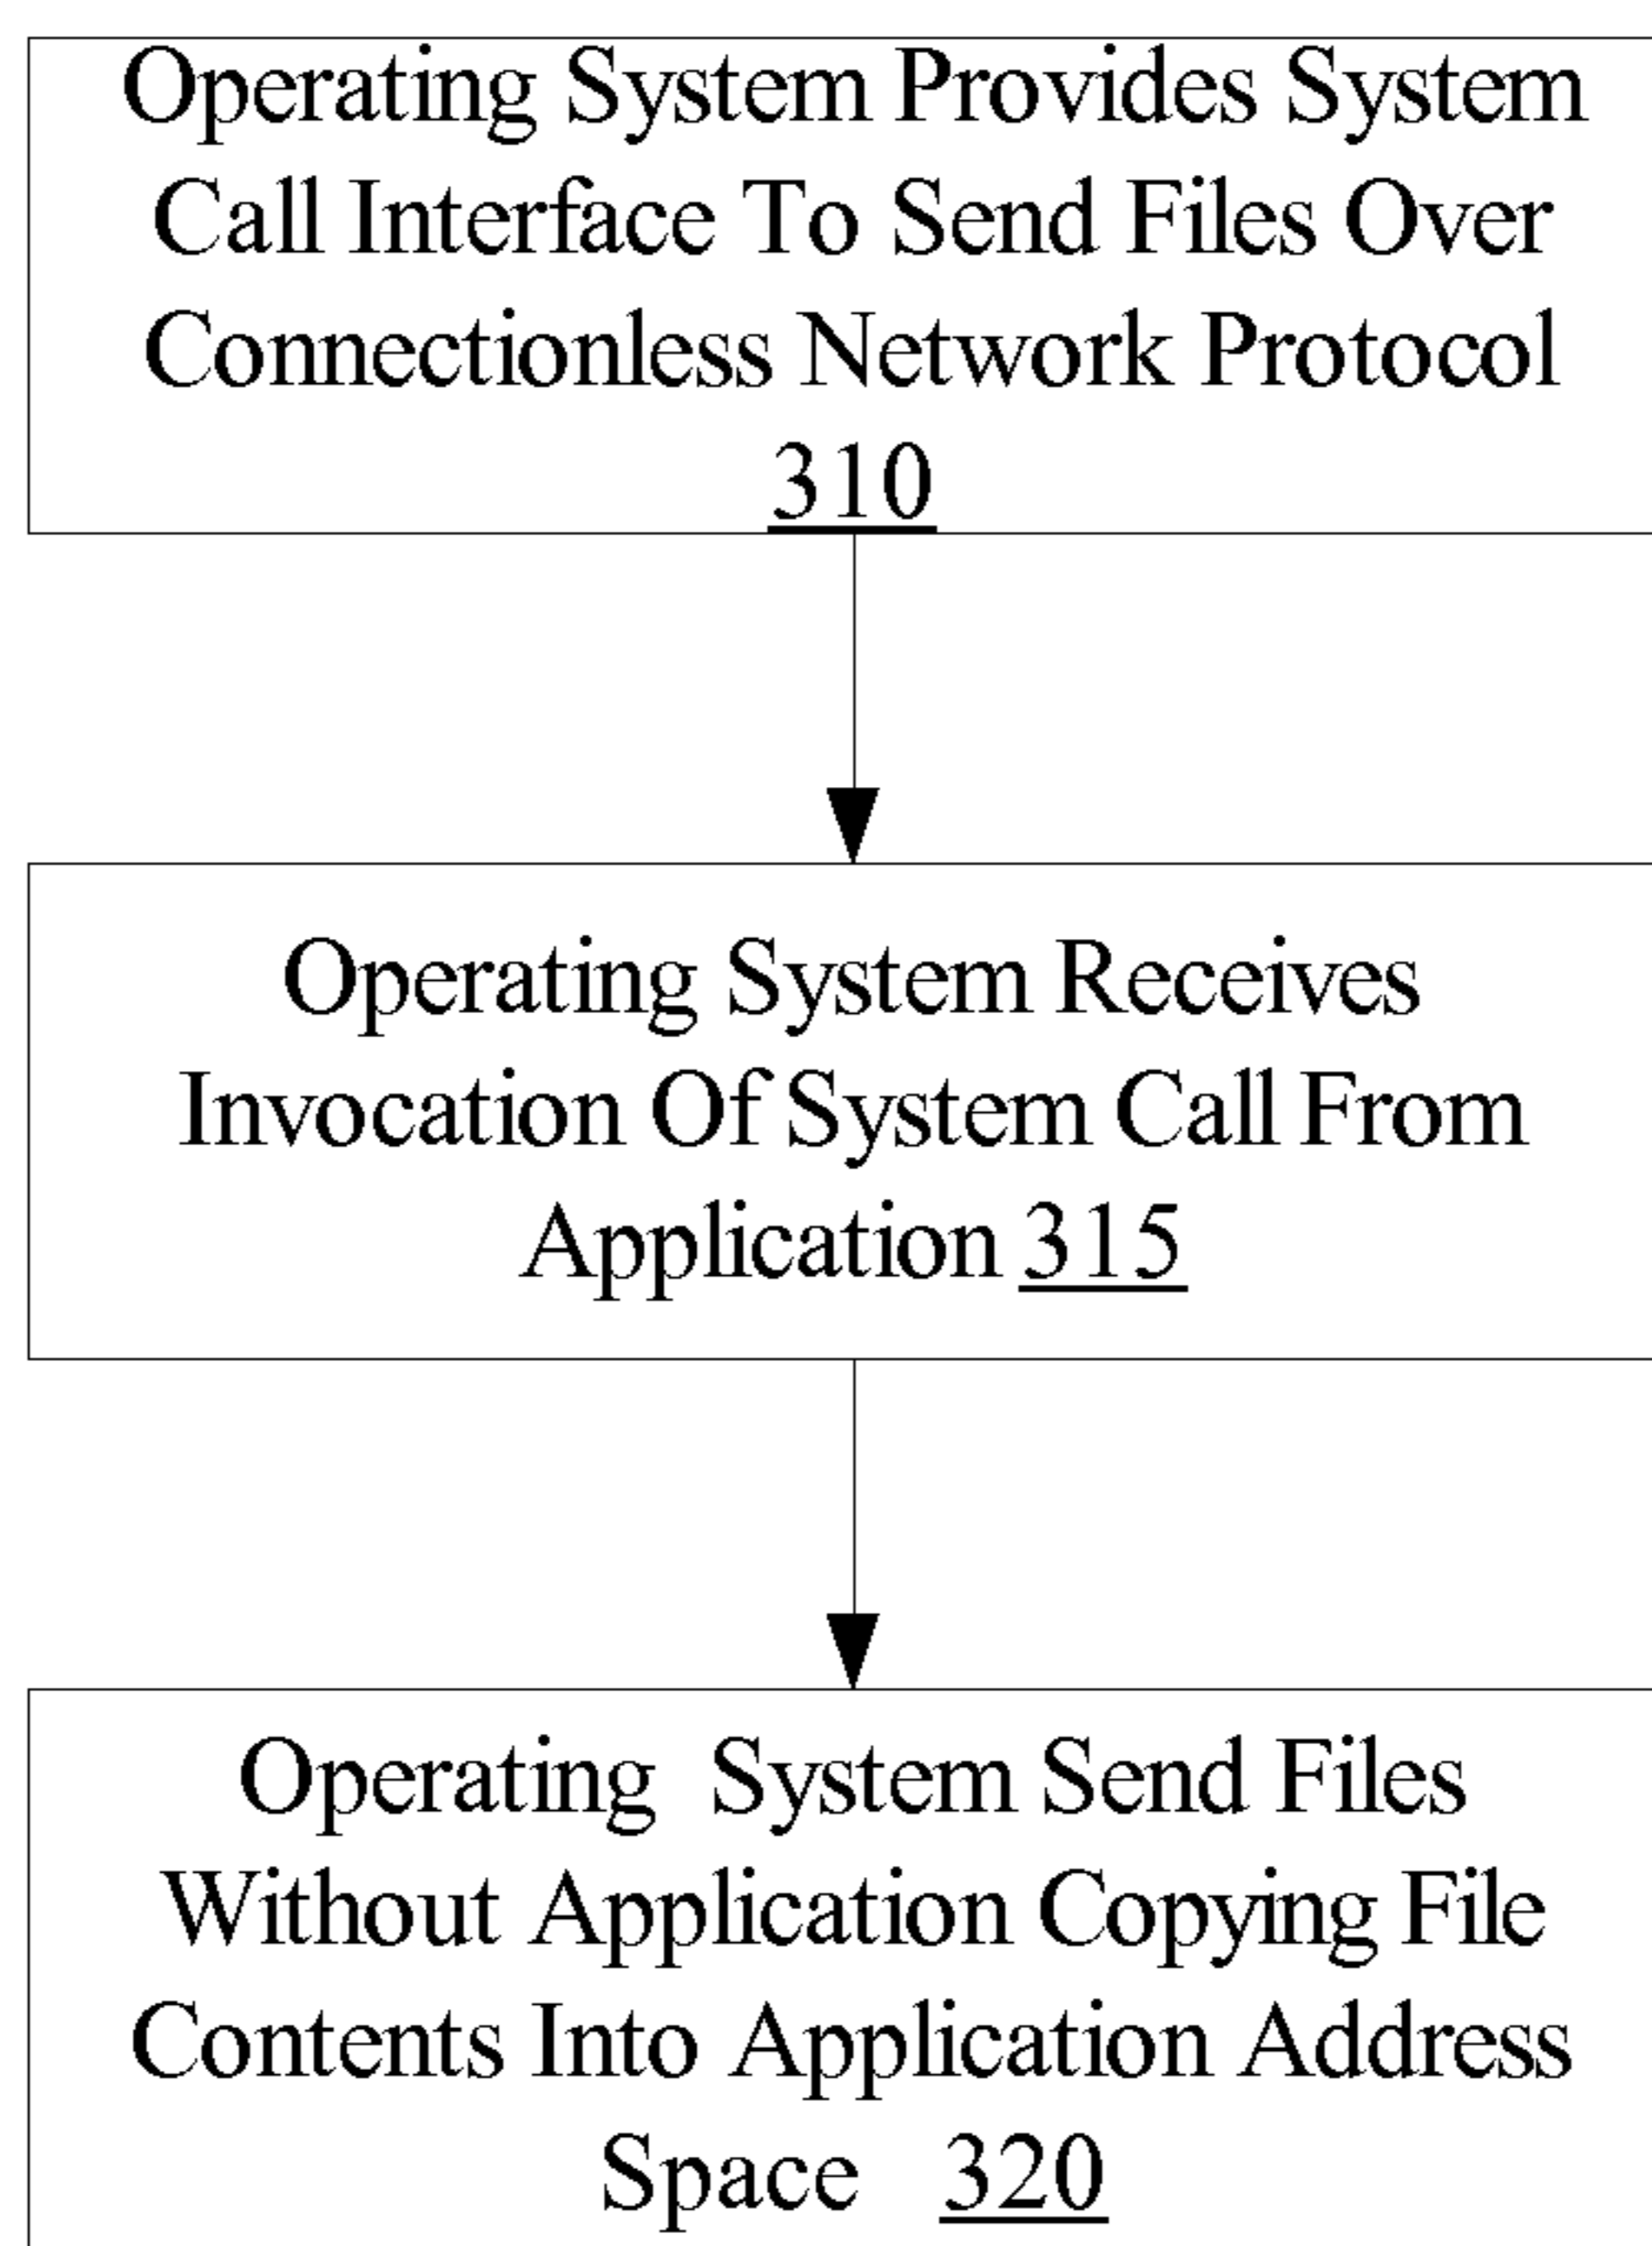 Operating System Provides System
Call Interface To Send Files Over
Connectionless Network Protocol
310
Operating System Receives
Invocation Of System Call From
Application 315
Operating System Send Files
Without Application Copying File
Contents Into Application Address
Space 320